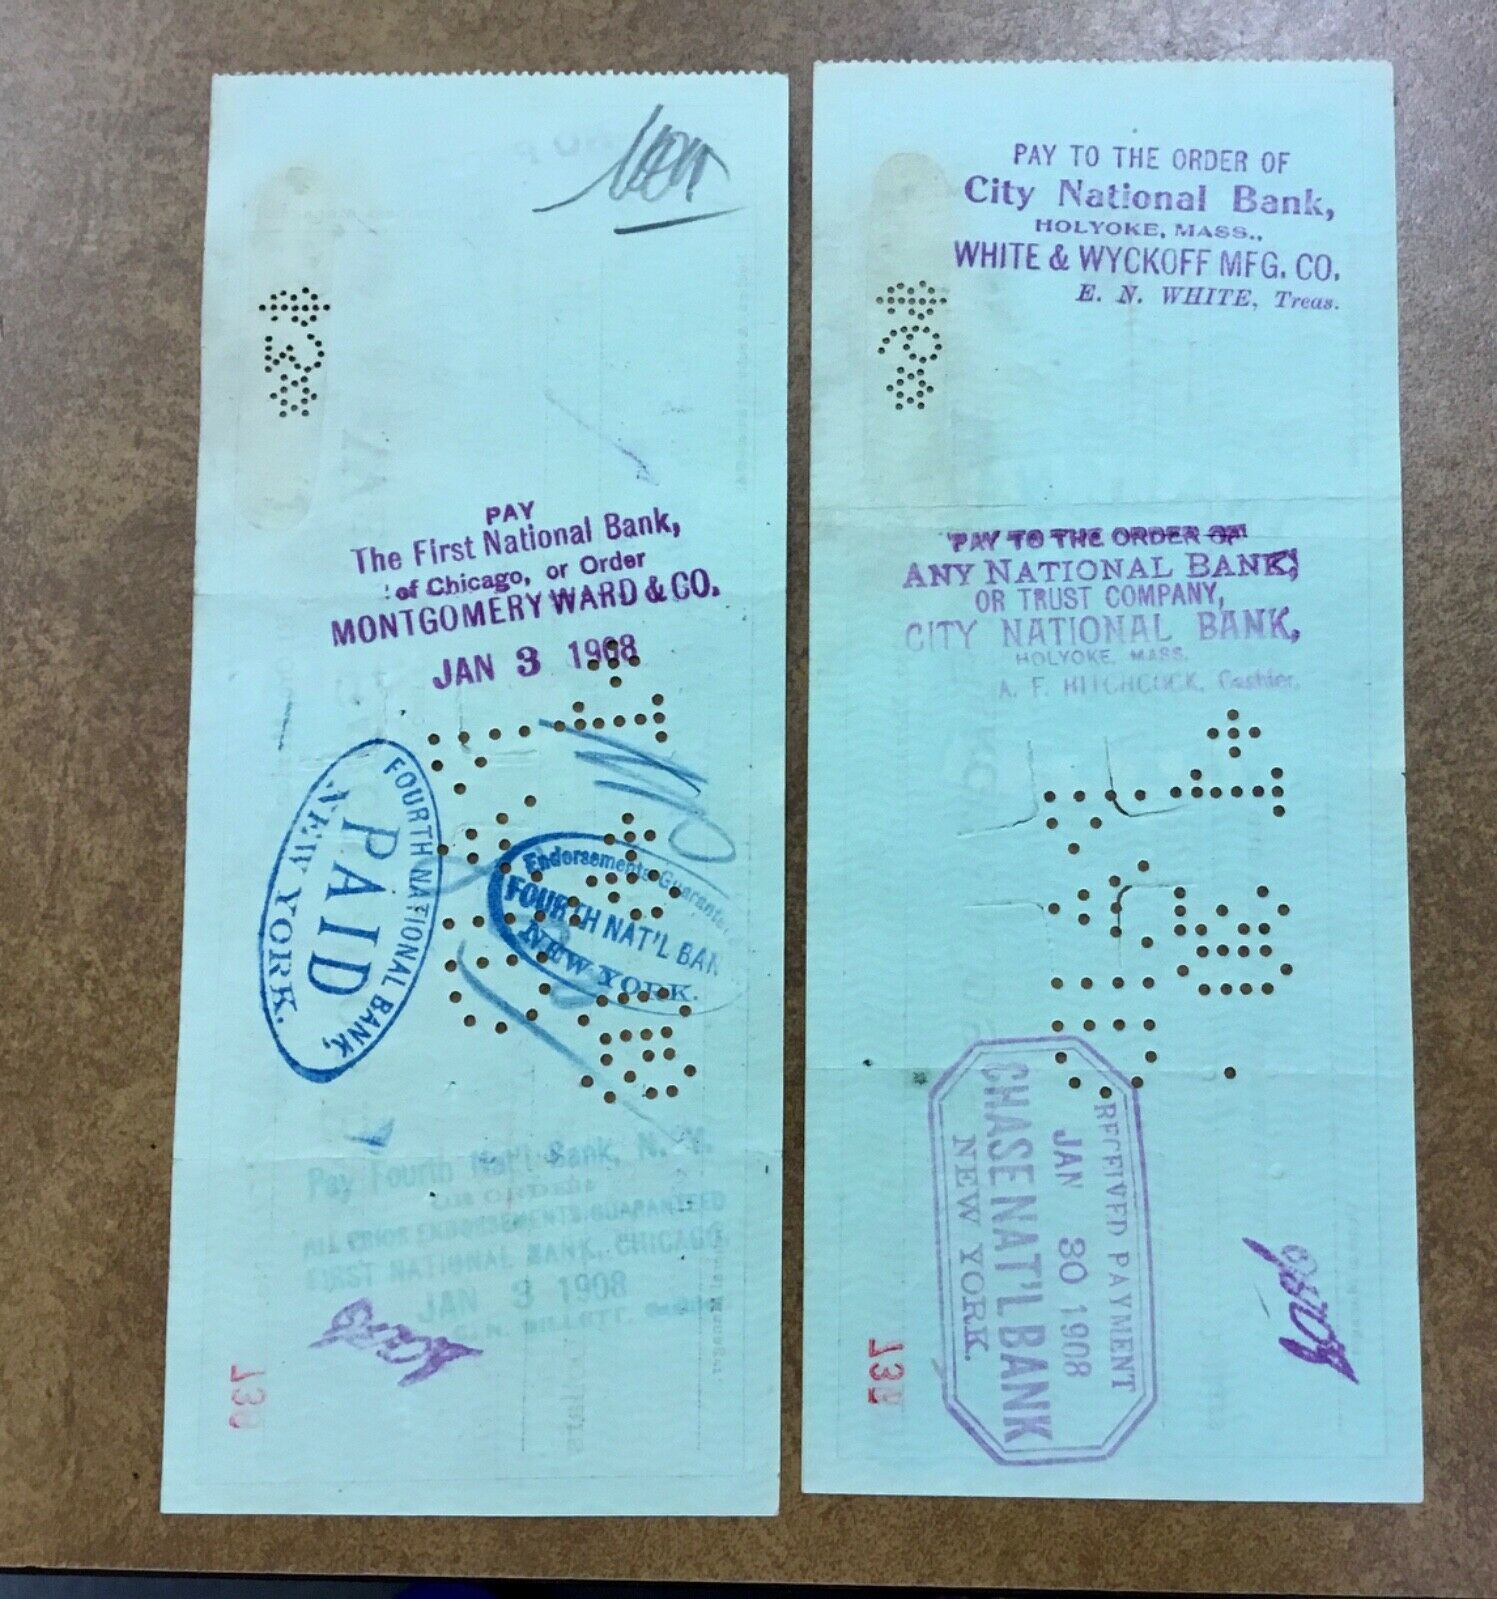 PAY
The First National Bank,
of Chicago, or Order
MONTGOMERY WARD & CO.
JAN 3 1908
FOURTH NATIONAL BANK,
PAID
NEW YORK.
Endorsements Guaranteed
FOURTH NAT'L BAN
NEW YORK.
Pay Fourth Nat'l Bank, N. Y.
OR ORDER.
ALL PRIOR ENDORSEMENTS GUARANTEED
FIRST NATIONAL BANK, CHICAGO.
JAN 3 1908
130
PAY TO THE ORDER OF
City National Bank,
HOLYOKE, MASS.,
WHITE & WYCKOFF MFG. CO.
E. N. WHITE, Treas.
PAY TO THE ORDER OF
ANY NATIONAL BANK,
OR TRUST COMPANY,
CITY NATIONAL BANK,
HOLYOKE, MASS.
A. F. HITCHCOCK, Cashier.
RECEIVED PAYMENT
JAN 30 1908
CHASE NAT'L BANK
NEW YORK.
130